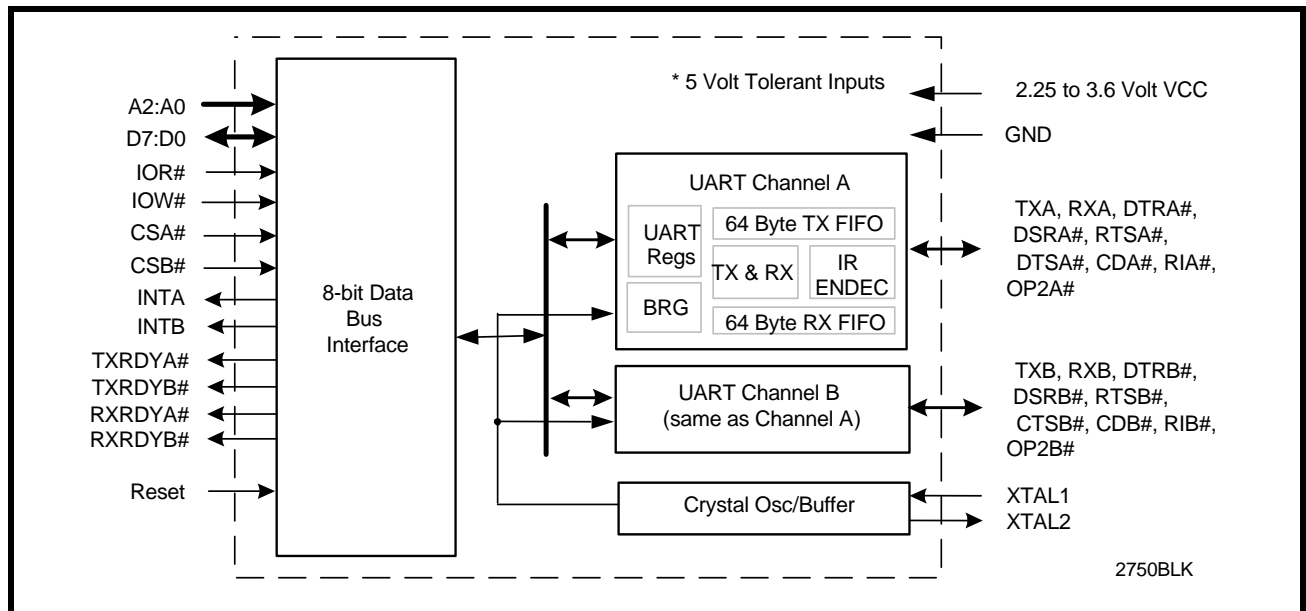 A2:A0
D7:D0
IOR#
IOW#
CSA#
CSB#
INTA
INTB
TXRDYA#
TXRDYB#
RXRDYA#
RXRDYB#
Reset
8-bit Data
Bus
Interface
* 5 Volt Tolerant Inputs
UART Channel A
UART
Regs
64 Byte TX FIFO
TX & RX
IR
ENDEC
BRG
64 Byte RX FIFO
UART Channel B
(same as Channel A)
Crystal Osc/Buffer
2.25 to 3.6 Volt VCC
GND
TXA, RXA, DTRA#,
DSRA#, RTSA#,
DTSA#, CDA#, RIA#,
OP2A#
TXB, RXB, DTRB#,
DSRB#, RTSB#,
CTSB#, CDB#, RIB#,
OP2B#
XTAL1
XTAL2
2750BLK